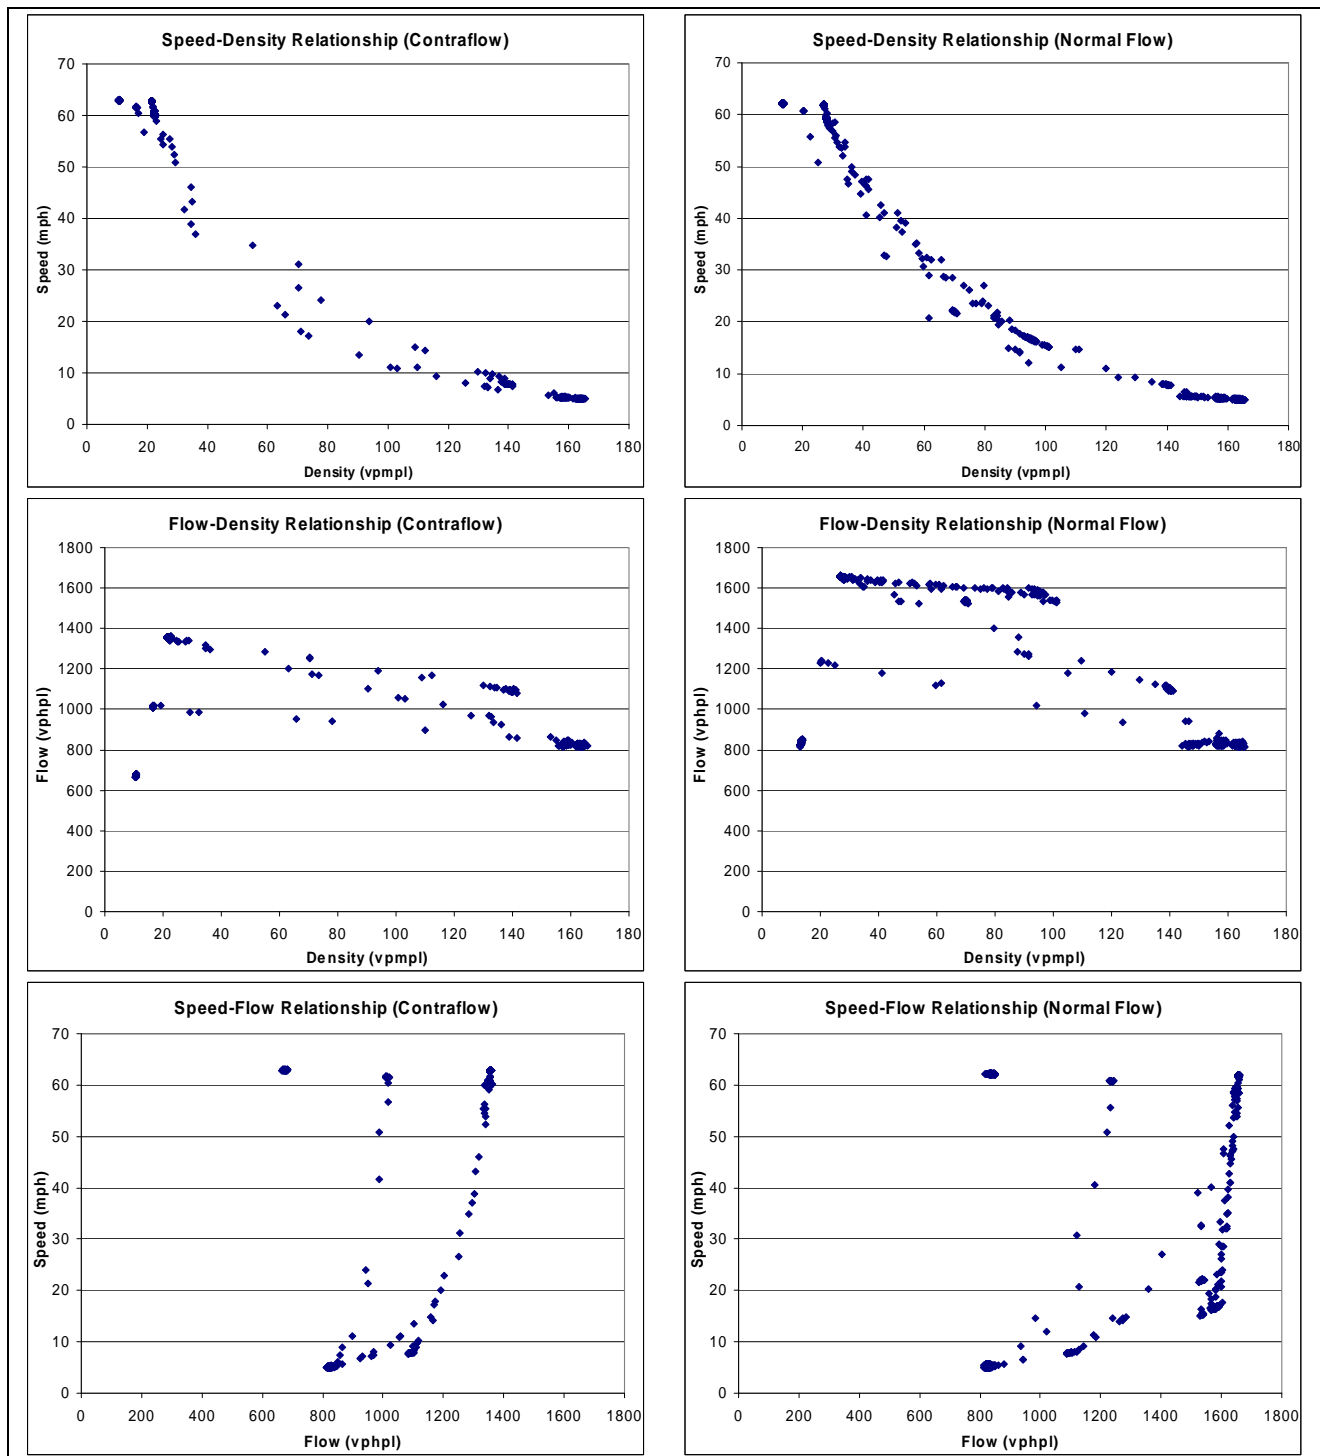 Speed-Density Relationship (Contraflow)
70
60
50
40
30
20
10
0
Speed (mph)
0 20 40 60 80 100 120 140 160 180
Density (vpmpl)
Speed-Density Relationship (Normal Flow)
70
60
50
40
30
20
10
0
Speed (mph)
0 20 40 60 80 100 120 140 160 180
Density (vpmpl)
Flow-Density Relationship (Contraflow)
1800
1600
1400
1200
1000
800
600
400
200
0
Flow (vphpl)
0 20 40 60 80 100 120 140 160 180
Density (vpmpl)
Flow-Density Relationship (Normal Flow)
1800
1600
1400
1200
1000
800
600
400
200
0
Flow (vphpl)
0 20 40 60 80 100 120 140 160 180
Density (vpmpl)
Speed-Flow Relationship (Contraflow)
70
60
50
40
30
20
10
0
Speed (mph)
0 200 400 600 800 1000 1200 1400 1600 1800
Flow (vphpl)
Speed-Flow Relationship (Normal Flow)
70
60
50
40
30
20
10
0
Speed (mph)
0 200 400 600 800 1000 1200 1400 1600 1800
Flow (vphpl)